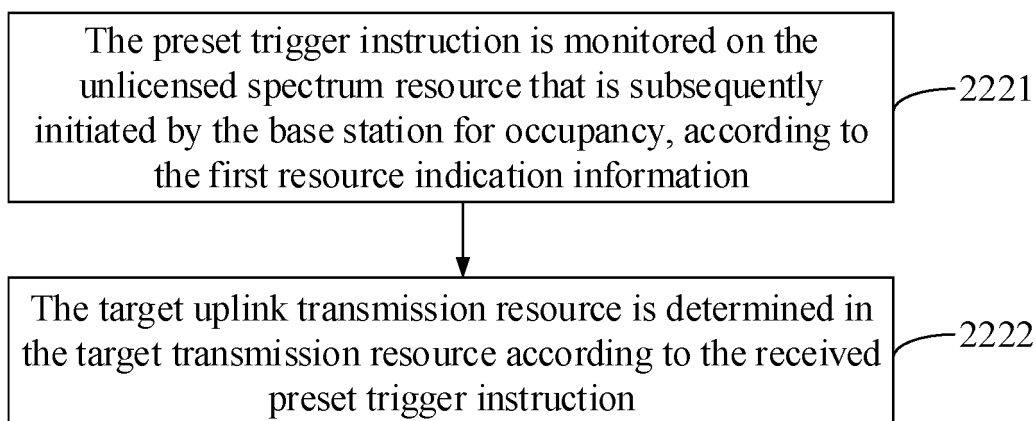 The preset trigger instruction is monitored on the
unlicensed spectrum resource that is subsequently
initiated by the base station for occupancy, according to
the first resource indication information
2221
The target uplink transmission resource is determined in
the target transmission resource according to the received
preset trigger instruction
2222